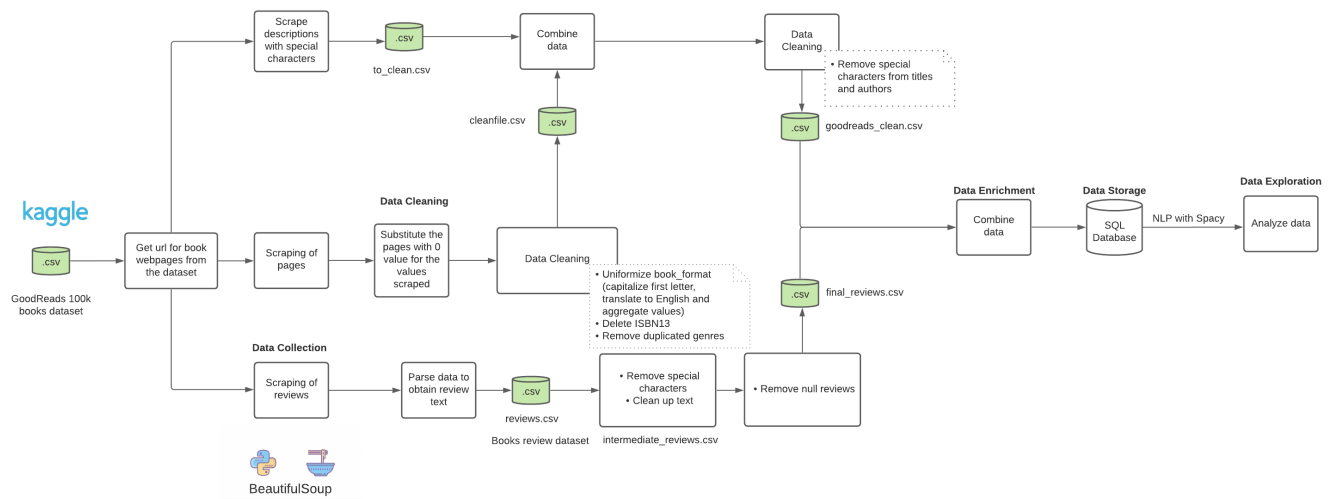 Scrape
descriptions
with special
characters
.csv
to_clean.csv
Combine
data
Data
Cleaning
• Remove special
characters from titles
and authors
cleanfile.csv
.csv
.csv
goodreads_clean.csv
kaggle
.csv
GoodReads 100k
books dataset
Get url for book
webpages from
the dataset
Scraping of
pages
Data Cleaning
Substitute the
pages with 0
value for the
values
scraped
Data Cleaning
• Uniformize book_format
(capitalize first letter,
translate to English and
aggregate values)
• Delete ISBN13
• Remove duplicated genres
Data Enrichment
Combine
data
Data Storage
SQL
Database
NLP with Spacy
Data Exploration
Analyze data
.csv
final_reviews.csv
Data Collection
Scraping of
reviews
Parse data to
obtain review
text
.csv
reviews.csv
Books review dataset
• Remove special
characters
• Clean up text
intermediate_reviews.csv
• Remove null reviews
BeautifulSoup